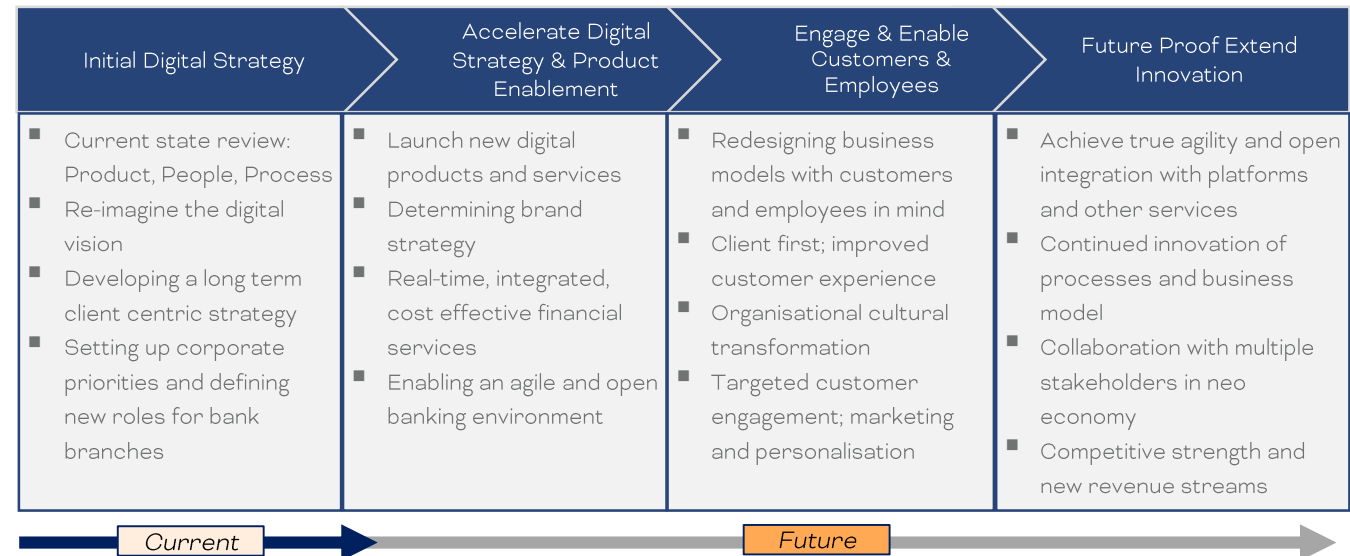 Initial Digital Strategy
Accelerate Digital
Strategy & Product
Enablement
Engage & Enable
Customers &
Employees
Future Proof Extend
Innovation
Current state review:
Product, People, Process
Re-imagine the digital
vision
Developing a long term
client centric strategy
Setting up corporate
priorities and defining
new roles for bank
branches
Launch new digital
products and services
Determining brand
strategy
Real-time, integrated,
cost effective financial
services
Enabling an agile and open
banking environment
Redesigning business
models with customers
and employees in mind
Client first; improved
customer experience
Organisational cultural
transformation
Targeted customer
engagement; marketing
and personalisation
Achieve true agility and open
integration with platforms
and other services
Continued innovation of
processes and business
model
Collaboration with multiple
stakeholders in neo
economy
Competitive strength and
new revenue streams
Current
Future